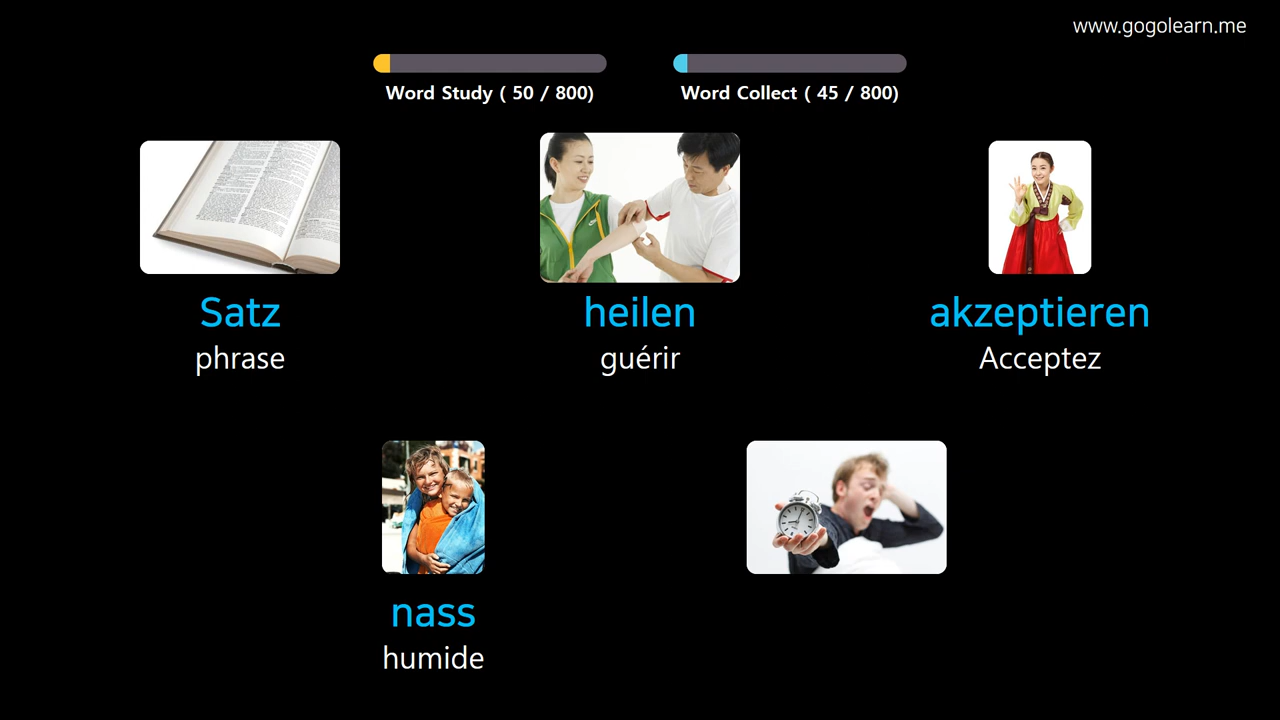 www.gogolearn.me
Word Study ( 50 / 800)
Word Collect ( 45 / 800)
Satz
phrase
heilen
guérir
akzeptieren
Acceptez
nass
humide